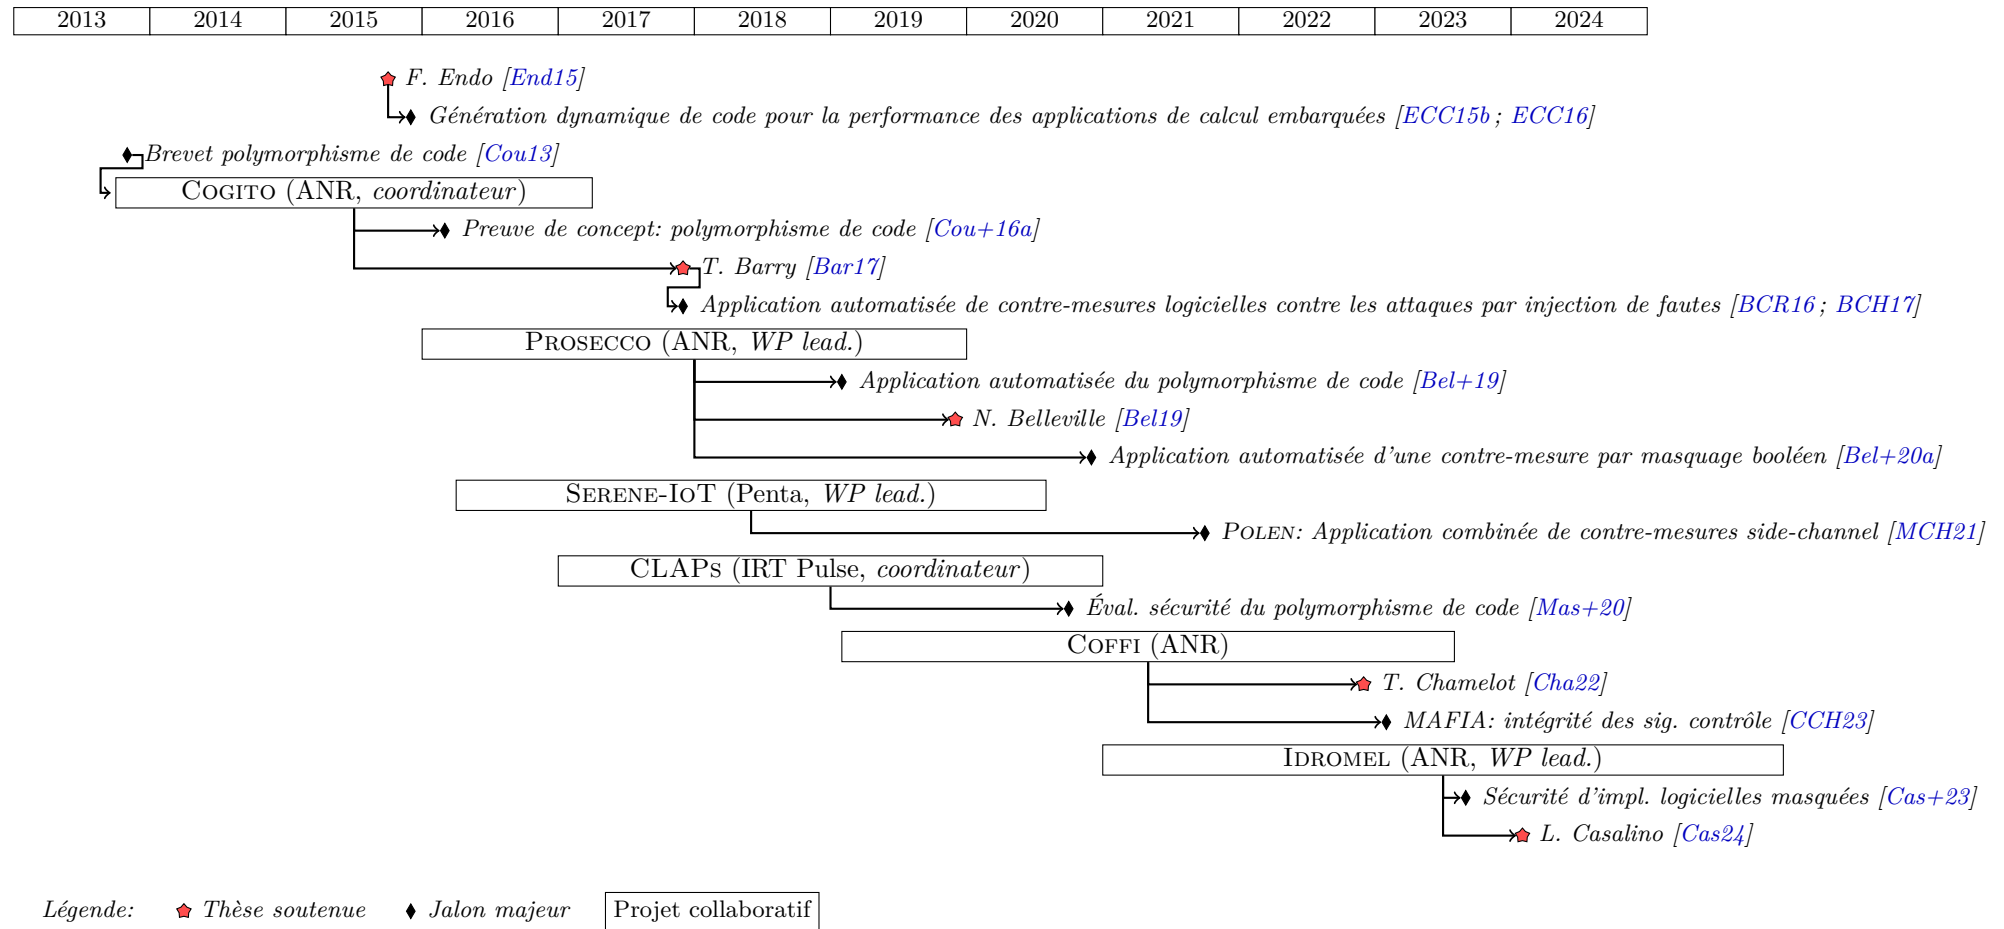 2013 2014 2015 2016 2017 2018 2019 2020 2021 2022 2023 2024
F. Endo [End15]
Génération dynamique de code pour la performance des applications de calcul embarquées [ECC15b ; ECC16]
Brevet polymorphisme de code [Cou13]
COGITO (ANR, coordinateur)
Preuve de concept: polymorphisme de code [Cou+16a]
T. Barry [Bar17]
Application automatisée de contre-mesures logicielles contre les attaques par injection de fautes [BCR16 ; BCH17]
PROSECCO (ANR, WP lead.)
Application automatisée du polymorphisme de code [Bel+19]
N. Belleville [Bel19]
Application automatisée d'une contre-mesure par masquage booléen [Bel+20a]
SERENE-IOT (Penta, WP lead.)
POLEN: Application combinée de contre-mesures side-channel [MCH21]
CLAPS (IRT Pulse, coordinateur)
Éval. sécurité du polymorphisme de code [Mas+20]
COFFI (ANR)
T. Chamelot [Cha22]
MAFIA: intégrité des sig. contrôle [CCH23]
IDROMEL (ANR, WP lead.)
Sécurité d'impl. logicielles masquées [Cas+23]
L. Casalino [Cas24]
Légende: Thèse soutenue Jalon majeur Projet collaboratif